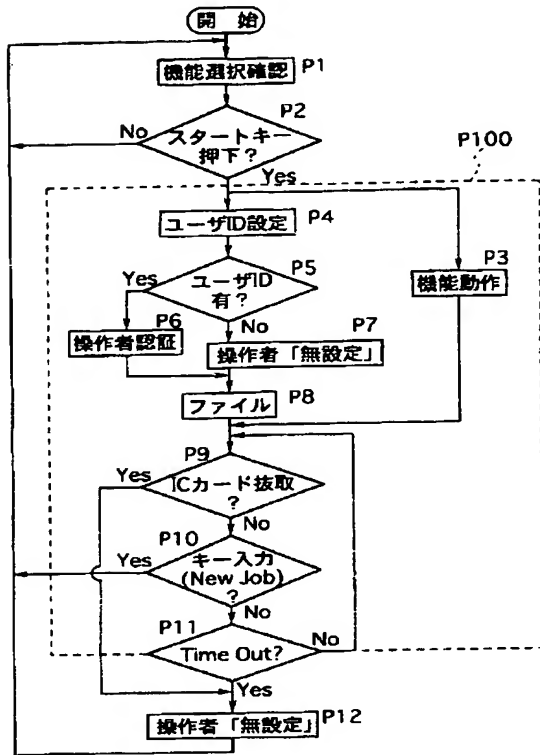 開 始
機能選択確認
P1
P2
No
スタートキー
押下?
P100
Yes
ユーザID設定
P4
P3
機能動作
Yes
P5
ユーザID
有?
P6
操作者認証
No
P7
操作者「無設定」
ファイル
P8
P9
Yes
ICカード抜取
?
No
P10
Yes
キー入力
(New Job)
?
No
P11
Time Out?
No
Yes
操作者「無設定」
P12